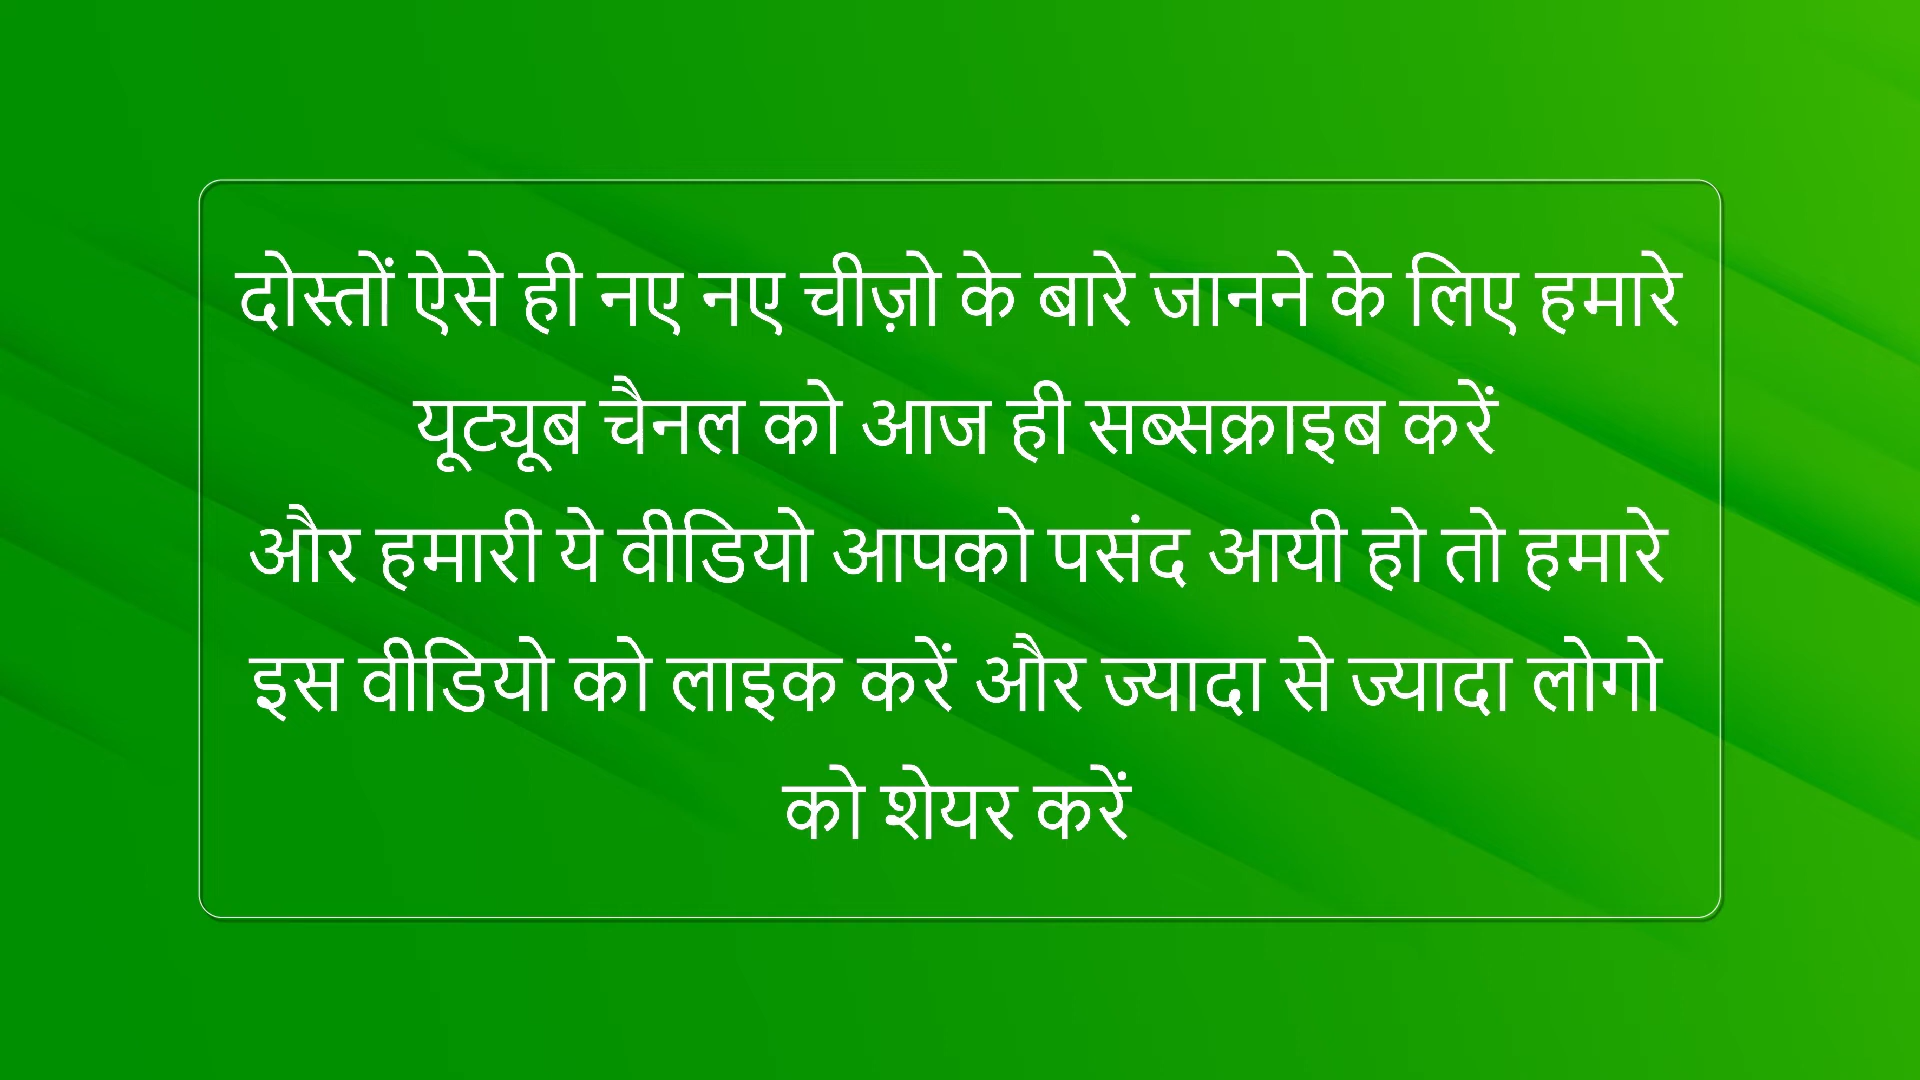 दोस्तों ऐसे ही नए नए चीज़ो के बारे जानने के लिए हमारे
यूट्यूब चैनल को आज ही सब्सक्राइब करें
और हमारी ये वीडियो आपको पसंद आयी हो तो हमारे
इस वीडियो को लाइक करें और ज्यादा से ज्यादा लोगो
को शेयर करें